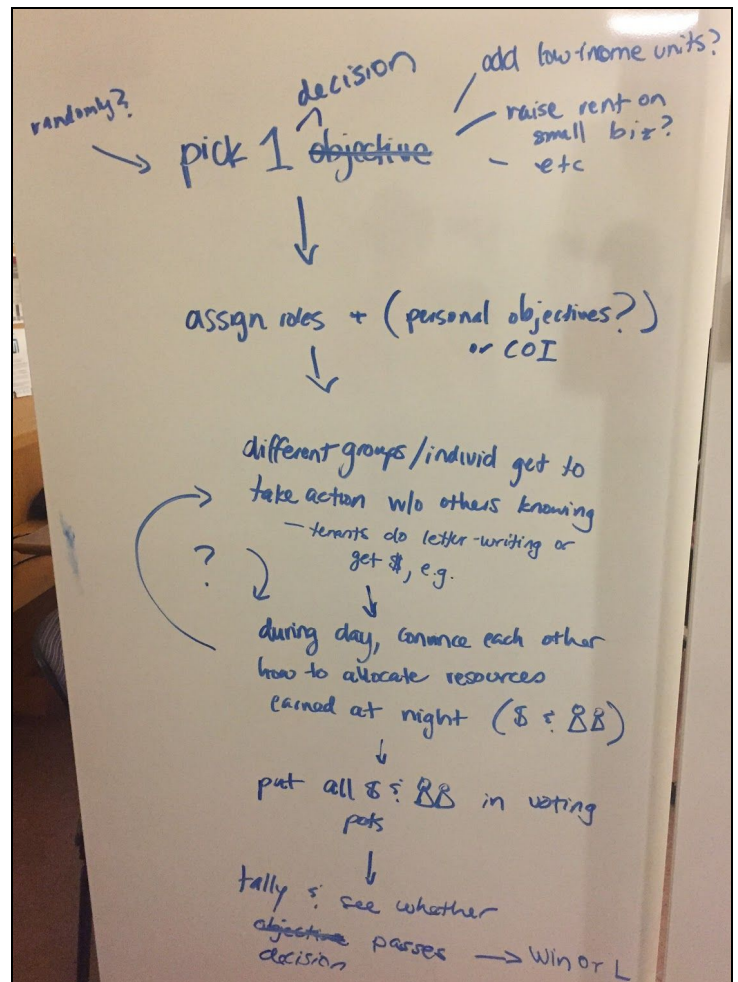 randomly?
decision
pick 1 objective
add low-income units?
raise rent on
small biz?
- etc
assign roles + (personal objectives?)
or COI
different groups/individ get to
take action w/o others knowing
- tenants do letter-writing or
get $, e.g.
?
during day, convince each other
how to allocate resources
earned at night ($ &
put all $ & in voting
pots
tally & see whether
objective passes → Win or L
decision